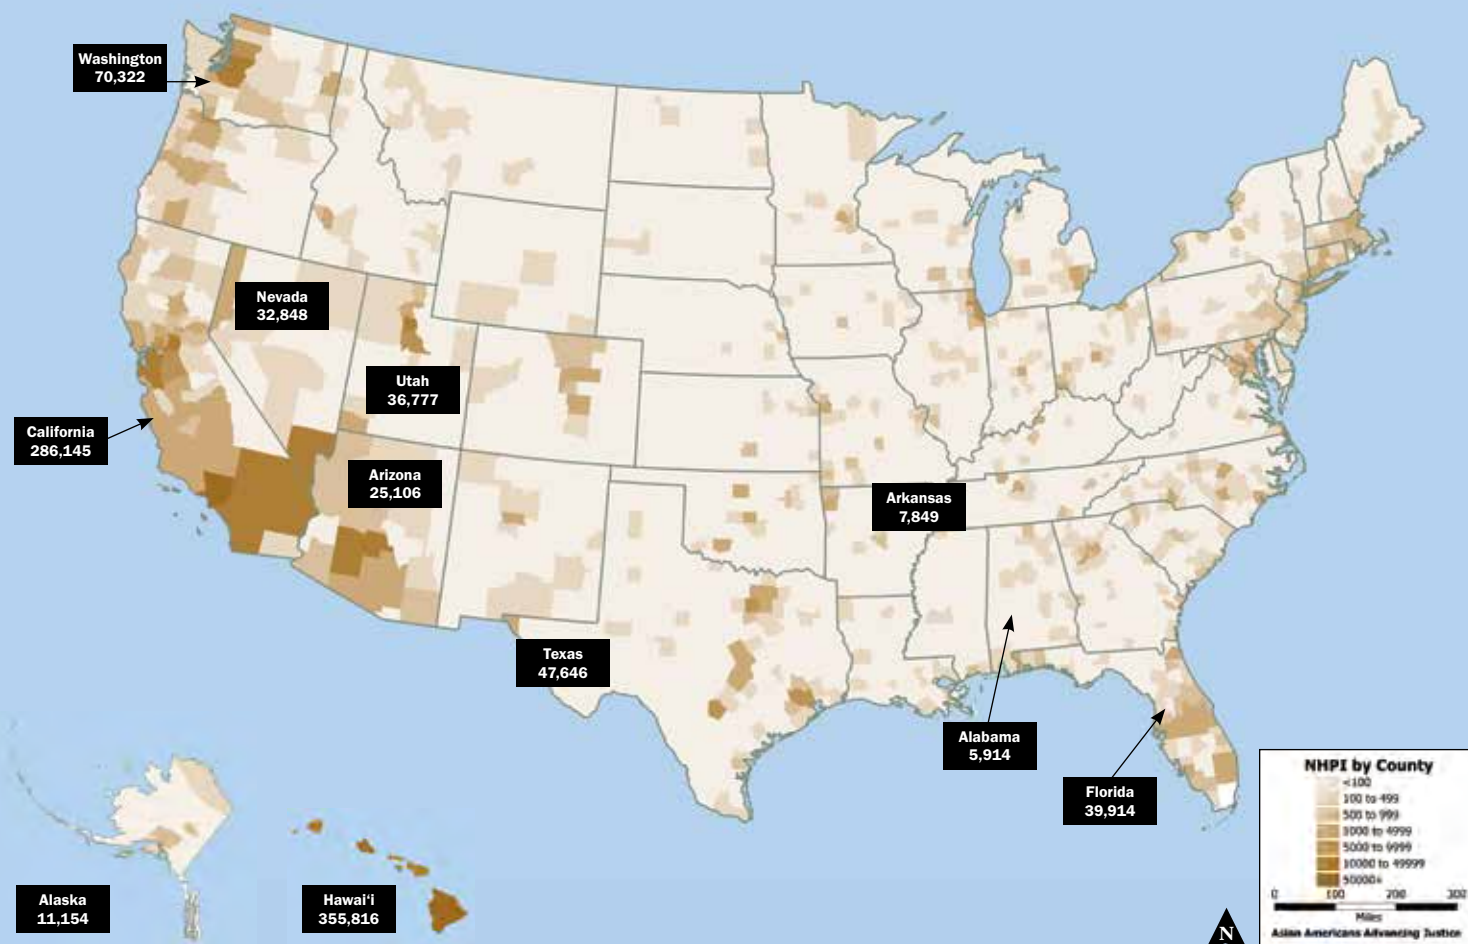 Washington
70,322
Nevada
32,848
Utah
36,777
California
286,145
Arizona
25,106
Arkansas
7,849
Texas
47,646
Alabama
5,914
Florida
39,914
Alaska
11,154
Hawai‘i
355,816
NHPI by County
<100
100 to 499
500 to 999
1000 to 4999
5000 to 9999
10000 to 49999
50000+
0 100 200 300
Miles
Asian Americans Advancing Justice
N